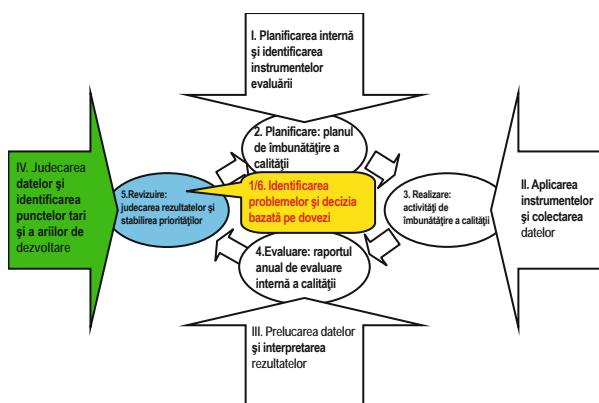 I. Planificarea internă
şi identificarea
instrumentelor
evaluării
2. Planificare: planul
de îmbunătăţire a
calităţii
IV. Judecarea
datelor şi
identificarea
punctelor tari
şi a ariilor de
dezvoltare
5.Revizuire:
judecarea rezultatelor şi
stabilirea priorităţilor
1/6. Identificarea
problemelor şi decizia
bazată pe dovezi
3. Realizare:
activităţi de
îmbunătăţire a calităţii
II. Aplicarea
instrumentelor
şi colectarea
datelor
4.Evaluare: raportul
anual de evaluare
internă a calităţii
III. Prelucarea datelor
şi interpretarea
rezultatelor